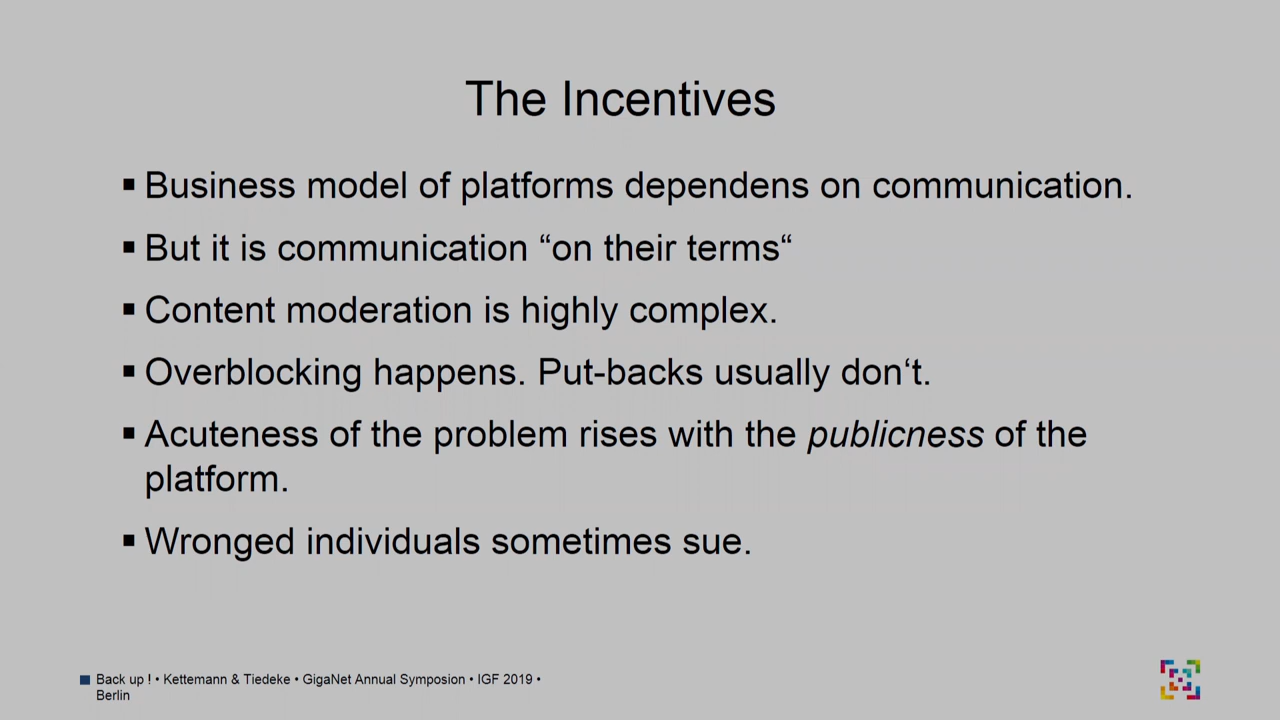 The Incentives
▪ Business model of platforms dependens on communication.
▪ But it is communication “on their terms“
▪ Content moderation is highly complex.
▪ Overblocking happens. Put-backs usually don‘t.
▪ Acuteness of the problem rises with the publicness of the
platform.
▪ Wronged individuals sometimes sue.
Back up ! • Kettemann & Tiedeke • GigaNet Annual Symposion • IGF 2019 •
Berlin